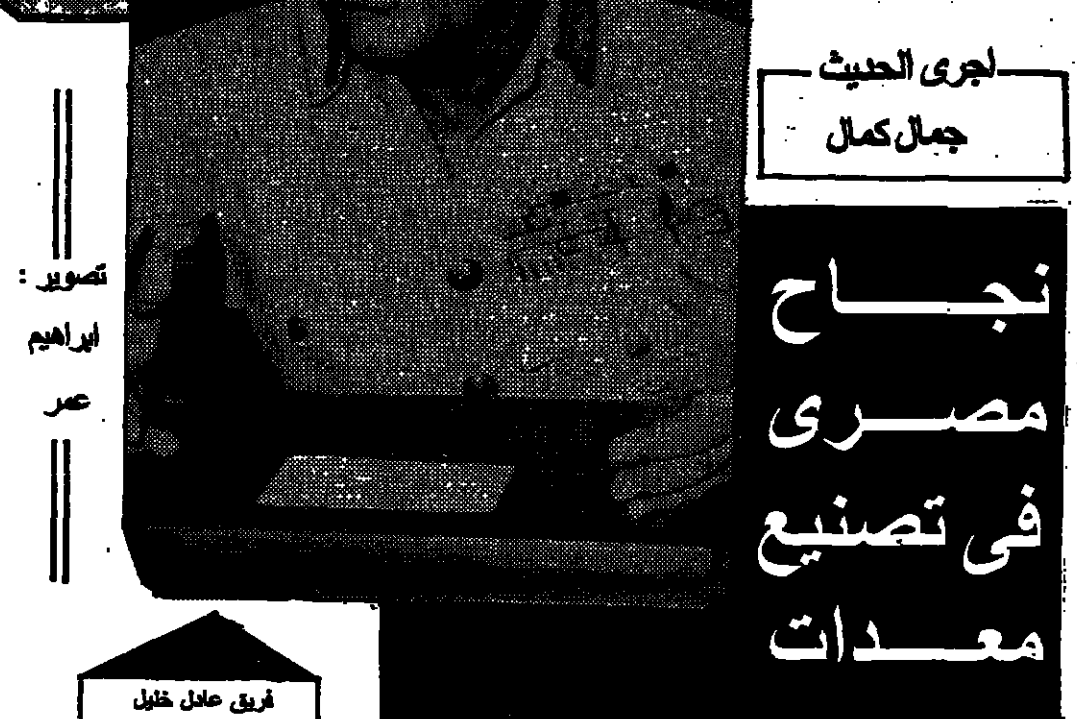 اجرى الحديث
جمال كمال
نجاح
مصرى
فى تصنيع
معدات
تصوير :
ابراهيم
عمر
فريق عادل خليل